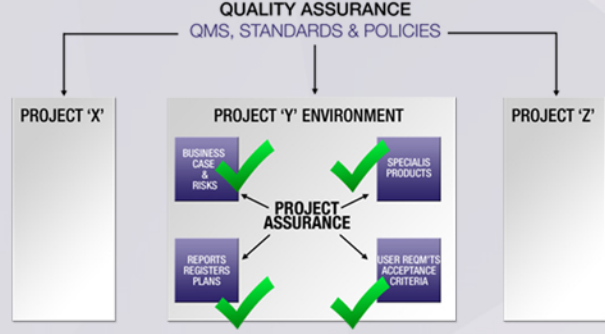 QUALITY ASSURANCE
QMS, STANDARDS & POLICIES
PROJECT 'X'
PROJECT 'Y' ENVIRONMENT
PROJECT 'Z'
BUSINESS
CASE
&
RISKS
SPECIALIS
PRODUCTS
PROJECT
ASSURANCE
REPORTS
REGISTERS
PLANS
USER REQM'TS
ACCEPTANCE
CRITERIA